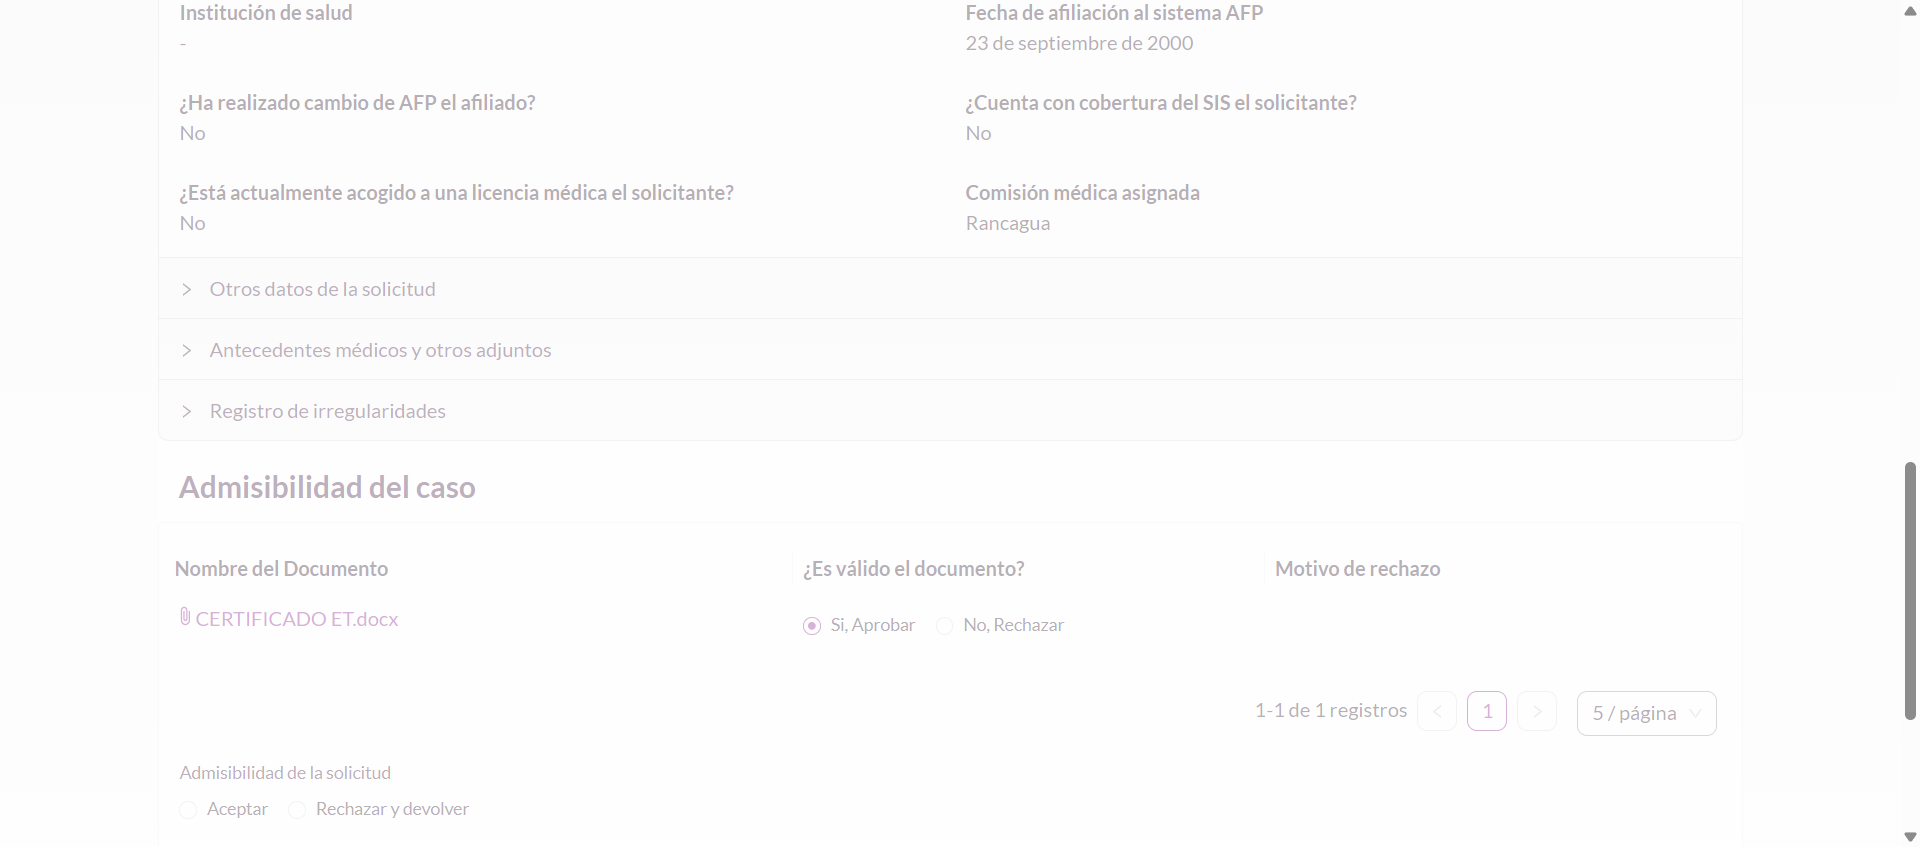 Institución de salud
-
Fecha de afiliación al sistema AFP
23 de septiembre de 2000
¿Ha realizado cambio de AFP el afiliado?
No
¿Cuenta con cobertura del SIS el solicitante?
No
¿Está actualmente acogido a una licencia médica el solicitante?
No
Comisión médica asignada
Rancagua
Otros datos de la solicitud
Antecedentes médicos y otros adjuntos
Registro de irregularidades
Admisibilidad del caso
Nombre del Documento
¿Es válido el documento?
Motivo de rechazo
CERTIFICADO ET.docx
Si, Aprobar
No, Rechazar
1-1 de 1 registros
<
1
>
5 / página
Admisibilidad de la solicitud
Aceptar
Rechazar y devolver